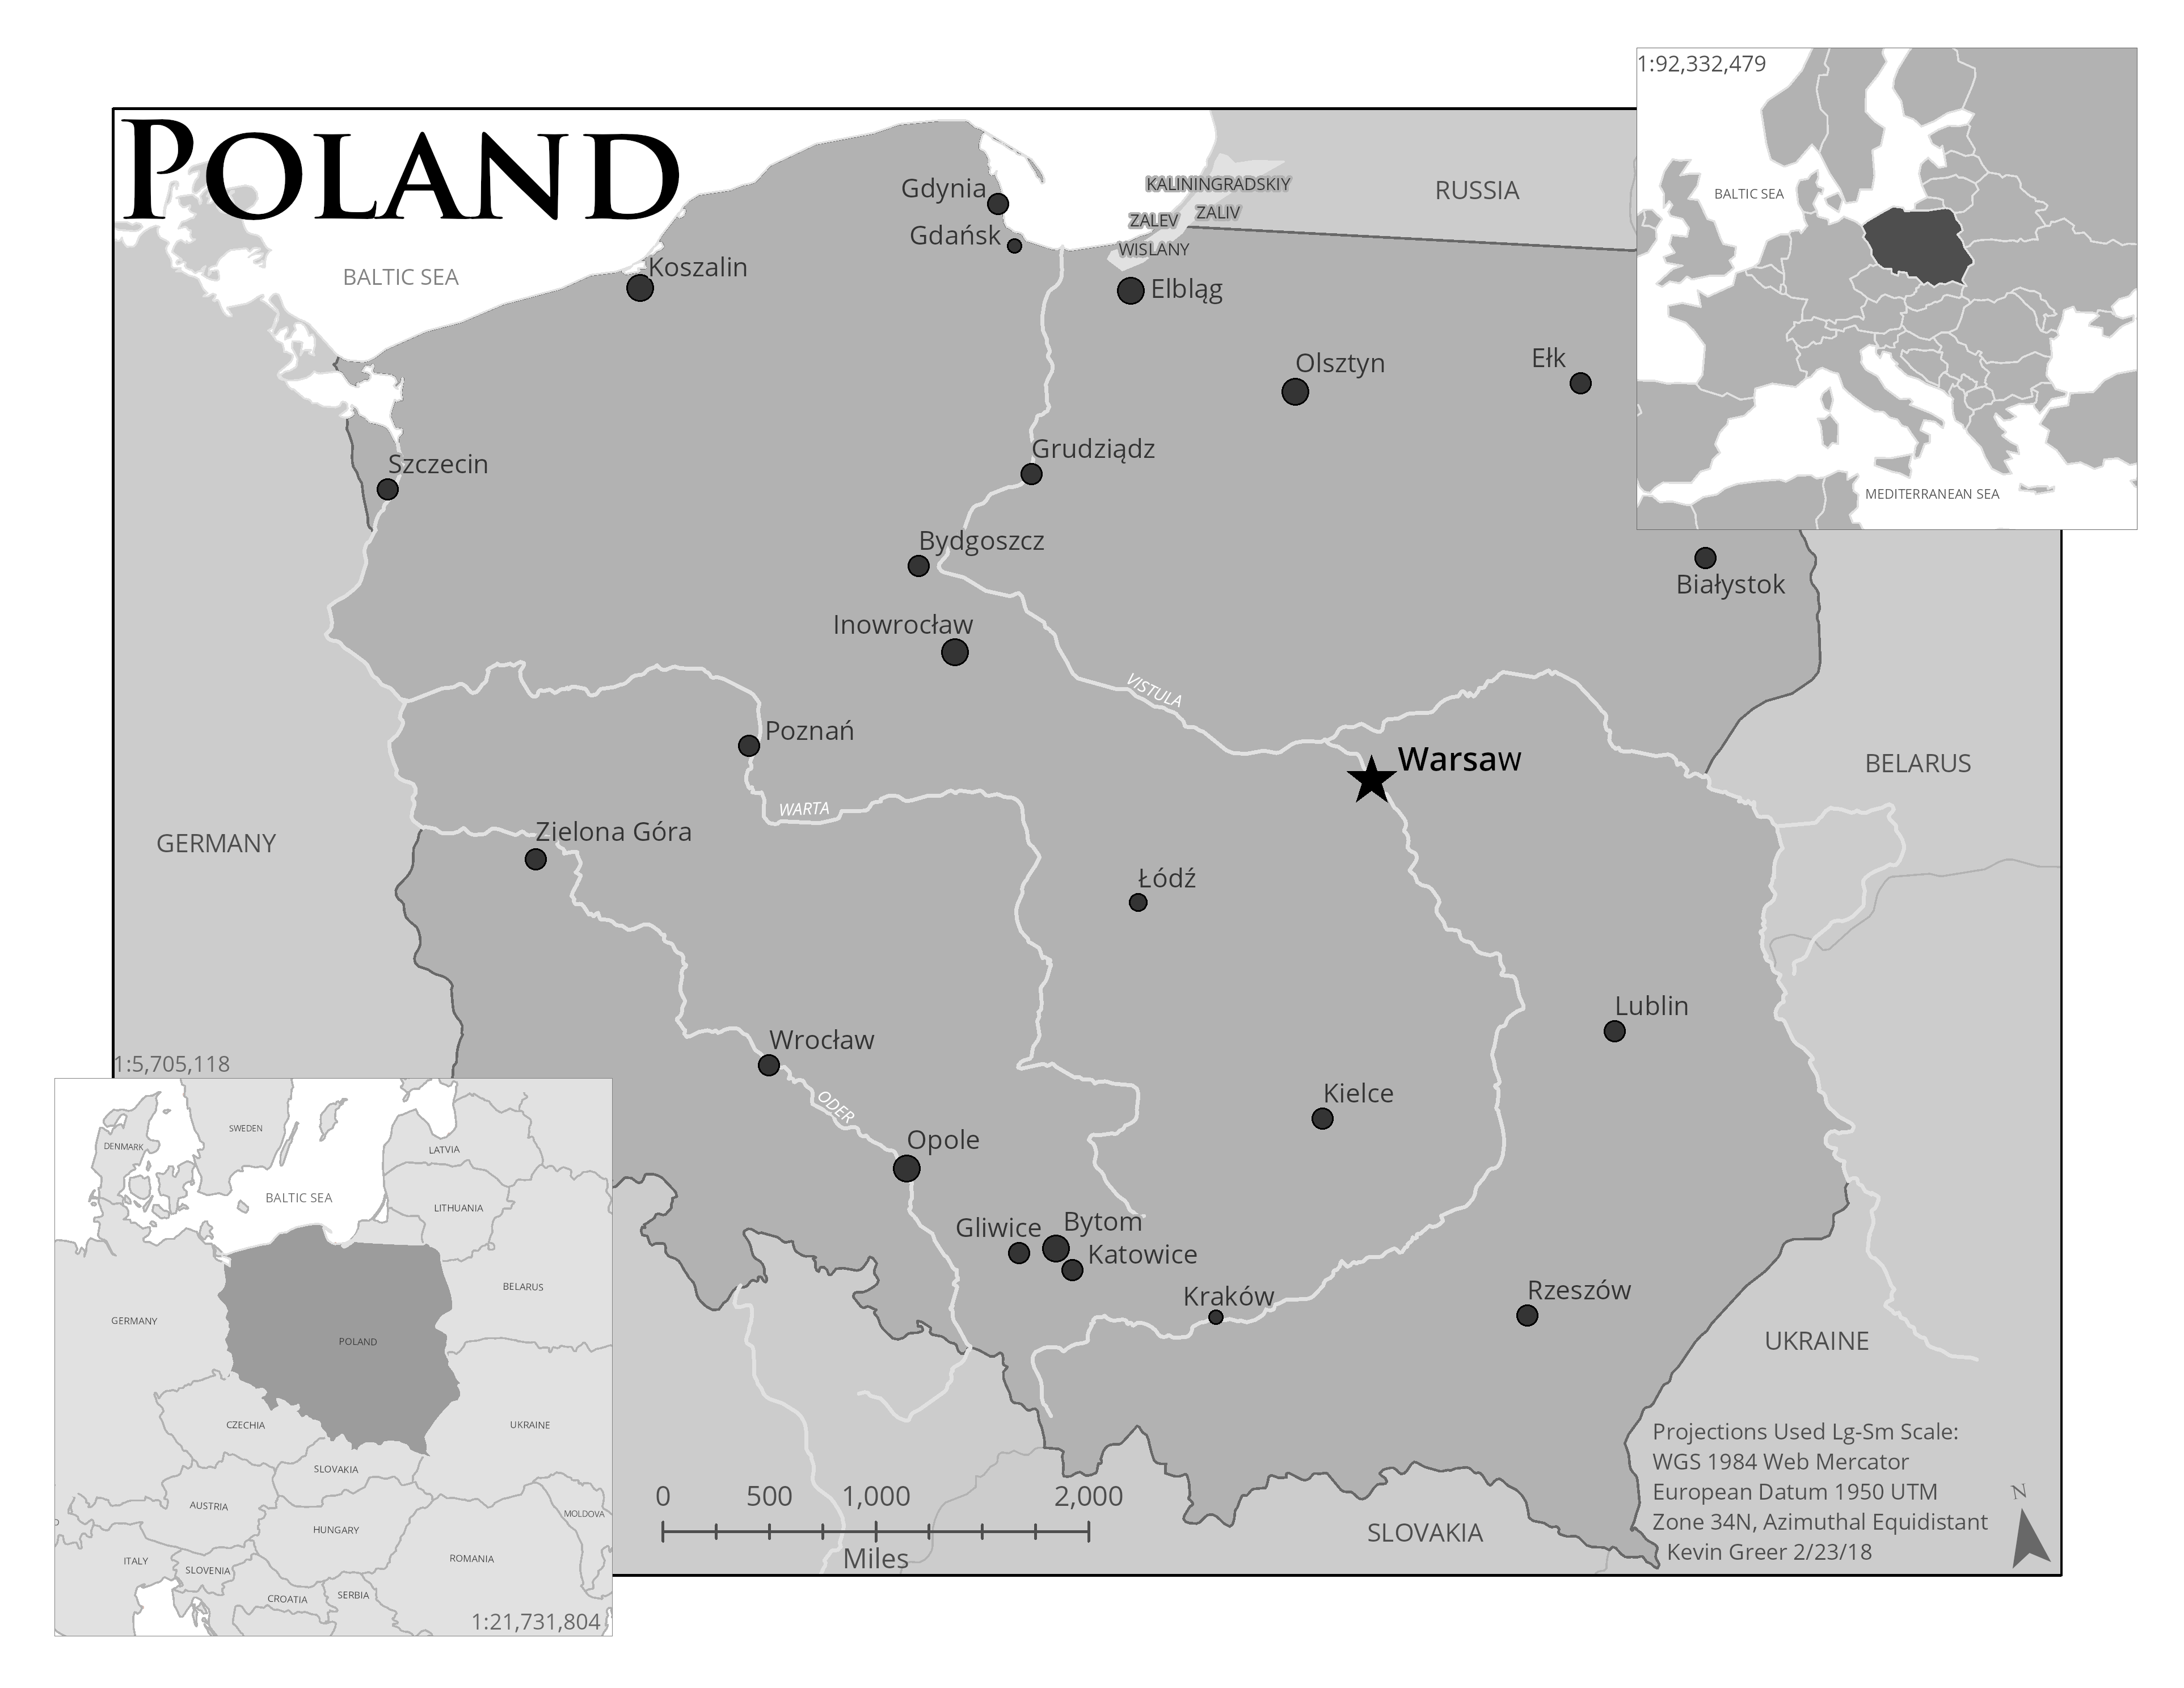 POLAND
1:92,332,479
BALTIC SEA
MEDITERRANEAN SEA
BALTIC SEA
RUSSIA
KALININGRADSKIY
ZALIV
ZALEV
WISLANY
Gdynia
Gdańsk
Koszalin
Elbląg
Olsztyn
Ełk
Grudziądz
Szczecin
Bydgoszcz
Białystok
Inowrocław
VISTULA
Poznań
Warsaw
BELARUS
WARTA
Zielona Góra
GERMANY
Łódź
Lublin
Wrocław
1:5,705,118
Kielce
ODER
Opole
Gliwice
Bytom
Katowice
Kraków
Rzeszów
UKRAINE
SLOVAKIA
DENMARK
SWEDEN
LATVIA
BALTIC SEA
LITHUANIA
BELARUS
GERMANY
POLAND
CZECHIA
UKRAINE
SLOVAKIA
AUSTRIA
MOLDOVA
HUNGARY
ITALY
SLOVENIA
ROMANIA
CROATIA
SERBIA
1:21,731,804
0 500 1,000 2,000
Miles
Projections Used Lg-Sm Scale:
WGS 1984 Web Mercator
European Datum 1950 UTM
Zone 34N, Azimuthal Equidistant
Kevin Greer 2/23/18
N